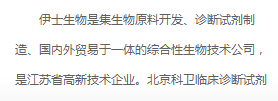 伊士生物是集生物原料开发、诊断试剂制
造、国内外贸易于一体的综合性生物技术公司，
是江苏省高新技术企业。北京科卫临床诊断试剂